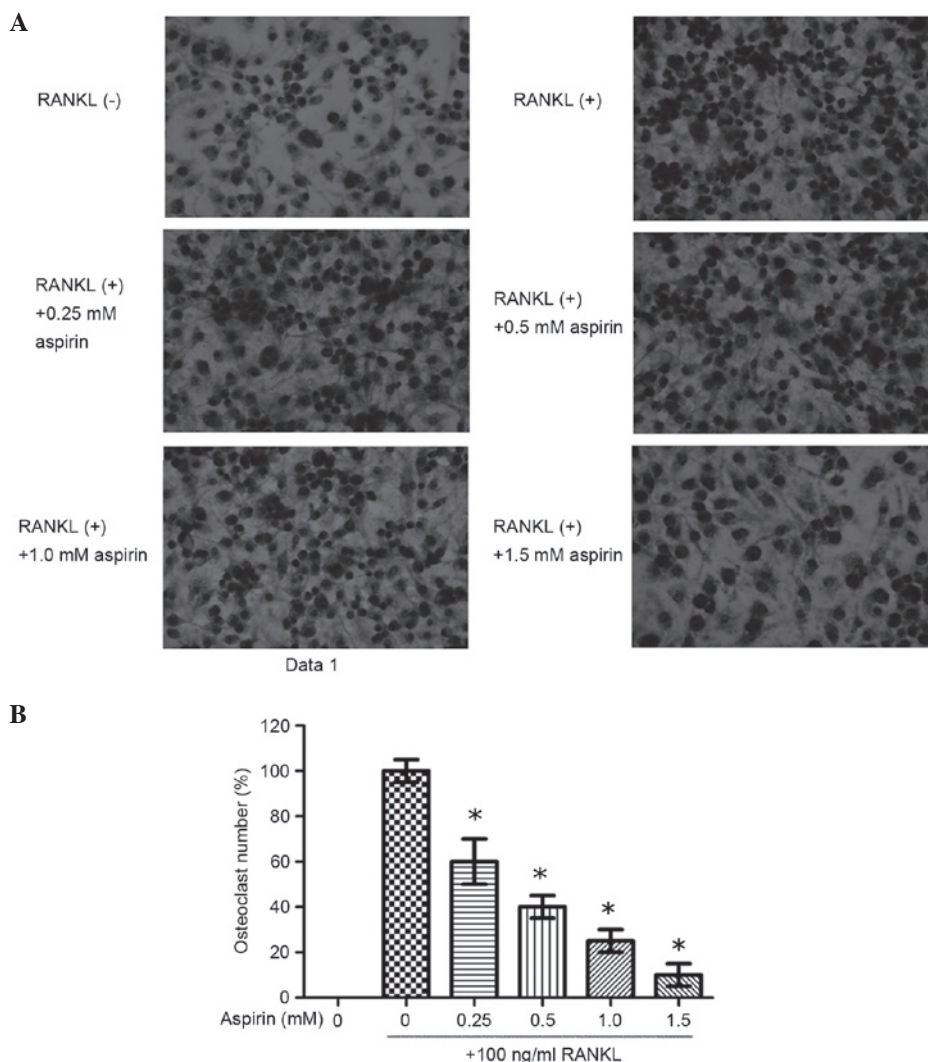 A
RANKL (-)
RANKL (+)
RANKL (+)
+0.25 mM
aspirin
RANKL (+)
+0.5 mM aspirin
RANKL (+)
+1.0 mM aspirin
RANKL (+)
+1.5 mM aspirin
Data 1
B
Osteoclast number (%)
120
100
80
60
40
20
0
*
*
*
*
Aspirin (mM) 0 0 0.25 0.5 1.0 1.5
+100 ng/ml RANKL